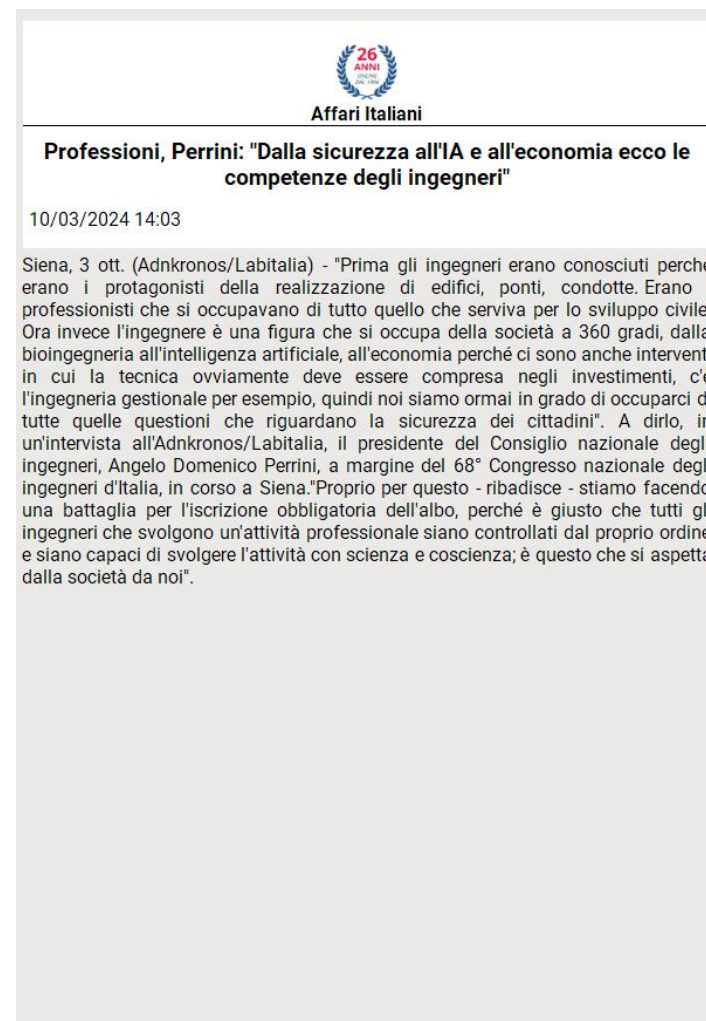 26
ANNI
ONLINE
DAL 1996
Affari Italiani
Professioni, Perrini: "Dalla sicurezza all'IA e all'economia ecco le
competenze degli ingegneri"
10/03/2024 14:03
Siena, 3 ott. (Adnkronos/Labitalia) - "Prima gli ingegneri erano conosciuti perché
erano i protagonisti della realizzazione di edifici, ponti, condotte. Erano
professionisti che si occupavano di tutto quello che serviva per lo sviluppo civile
Ora invece l'ingegnere è una figura che si occupa della società a 360 gradi, dalla
bioingegneria all'intelligenza artificiale, all'economia perché ci sono anche intervent
in cui la tecnica ovviamente deve essere compresa negli investimenti, c'è
l'ingegneria gestionale per esempio, quindi noi siamo ormai in grado di occuparci d
tutte quelle questioni che riguardano la sicurezza dei cittadini". A dirlo, in
un'intervista all'Adnkronos/Labitalia, il presidente del Consiglio nazionale degl
ingegneri, Angelo Domenico Perrini, a margine del 68° Congresso nazionale degl
ingegneri d'Italia, in corso a Siena."Proprio per questo - ribadisce - stiamo facendo
una battaglia per l'iscrizione obbligatoria dell'albo, perché è giusto che tutti gl
ingegneri che svolgono un'attività professionale siano controllati dal proprio ordine
e siano capaci di svolgere l'attività con scienza e coscienza; è questo che si aspetta
dalla società da noi".